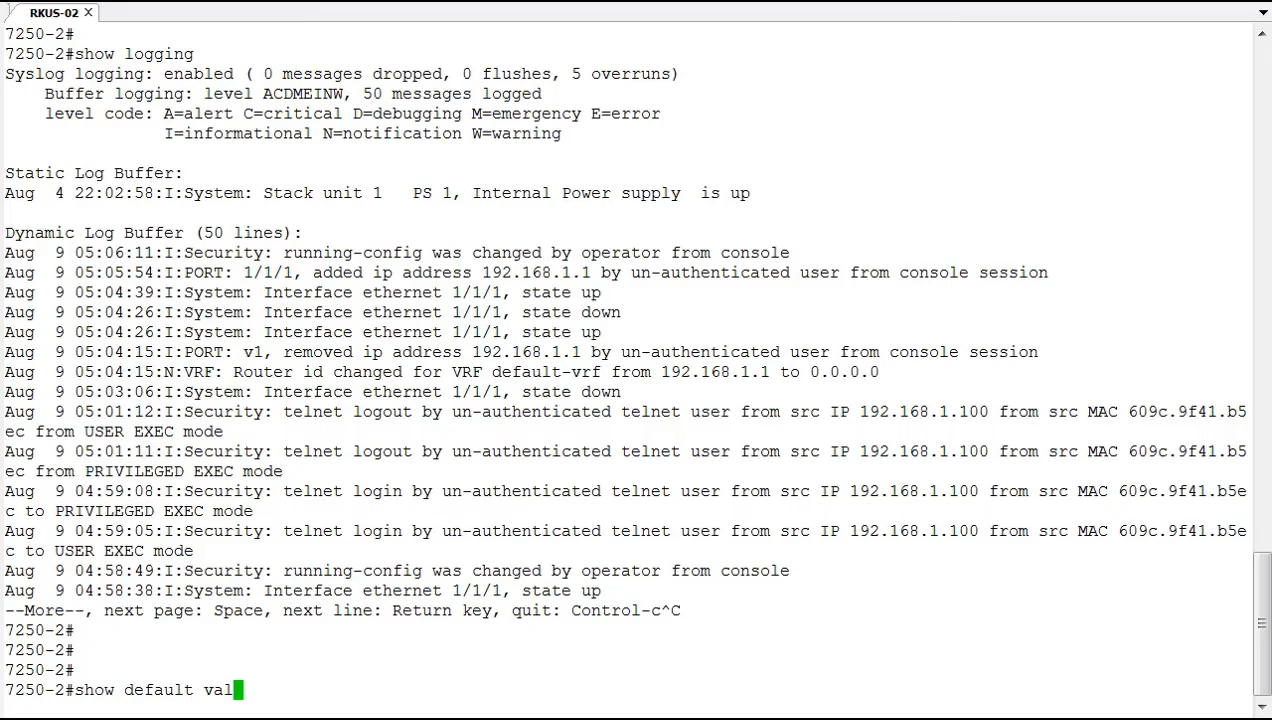 RKUS-02 ×
7250-2#
7250-2#show logging
Syslog logging: enabled ( 0 messages dropped, 0 flushes, 5 overruns)
    Buffer logging: level ACDMEINW, 50 messages logged
    level code: A=alert C=critical D=debugging M=emergency E=error
                I=informational N=notification W=warning

Static Log Buffer:
Aug  4 22:02:58:I:System: Stack unit 1   PS 1, Internal Power supply  is up

Dynamic Log Buffer (50 lines):
Aug  9 05:06:11:I:Security: running-config was changed by operator from console
Aug  9 05:05:54:I:PORT: 1/1/1, added ip address 192.168.1.1 by un-authenticated user from console session
Aug  9 05:04:39:I:System: Interface ethernet 1/1/1, state up
Aug  9 05:04:26:I:System: Interface ethernet 1/1/1, state down
Aug  9 05:04:26:I:System: Interface ethernet 1/1/1, state up
Aug  9 05:04:15:I:PORT: v1, removed ip address 192.168.1.1 by un-authenticated user from console session
Aug  9 05:04:15:N:VRF: Router id changed for VRF default-vrf from 192.168.1.1 to 0.0.0.0
Aug  9 05:03:06:I:System: Interface ethernet 1/1/1, state down
Aug  9 05:01:12:I:Security: telnet logout by un-authenticated telnet user from src IP 192.168.1.100 from src MAC 609c.9f41.b5
ec from USER EXEC mode
Aug  9 05:01:11:I:Security: telnet logout by un-authenticated telnet user from src IP 192.168.1.100 from src MAC 609c.9f41.b5
ec from PRIVILEGED EXEC mode
Aug  9 04:59:08:I:Security: telnet login by un-authenticated telnet user from src IP 192.168.1.100 from src MAC 609c.9f41.b5e
c to PRIVILEGED EXEC mode
Aug  9 04:59:05:I:Security: telnet login by un-authenticated telnet user from src IP 192.168.1.100 from src MAC 609c.9f41.b5e
c to USER EXEC mode
Aug  9 04:58:49:I:Security: running-config was changed by operator from console
Aug  9 04:58:38:I:System: Interface ethernet 1/1/1, state up
--More--, next page: Space, next line: Return key, quit: Control-c^C
7250-2#
7250-2#
7250-2#
7250-2#show default val